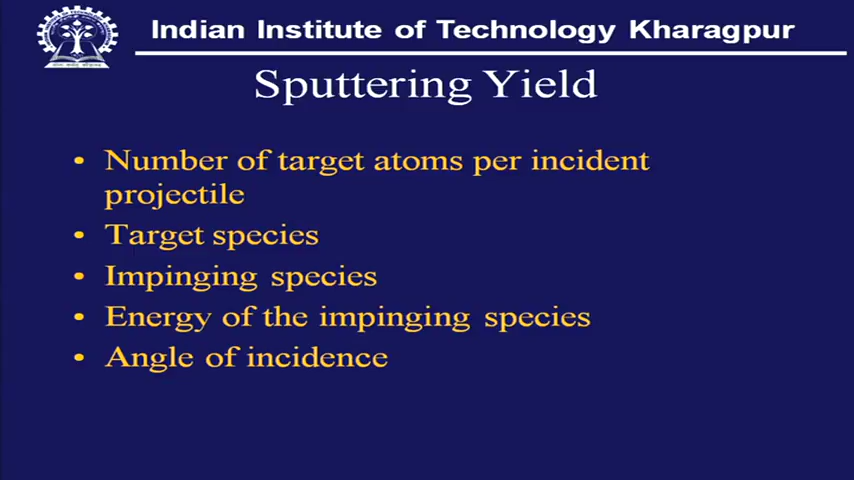 Indian Institute of Technology Kharagpur
Sputtering Yield
• Number of target atoms per incident
projectile
• Target species
• Impinging species
• Energy of the impinging species
• Angle of incidence